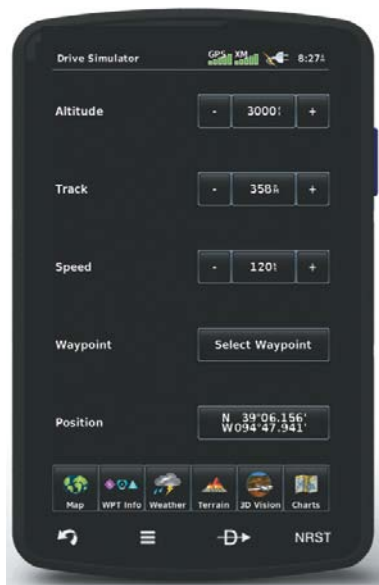 Drive Simulator GPS XM 8:27
Altitude - 3000 +
Track - 358 +
Speed - 120 +
Waypoint Select Waypoint
Position N 39°06.156'
W094°47.941'
Map WPT Info Weather Terrain 3D Vision Charts
D NRST